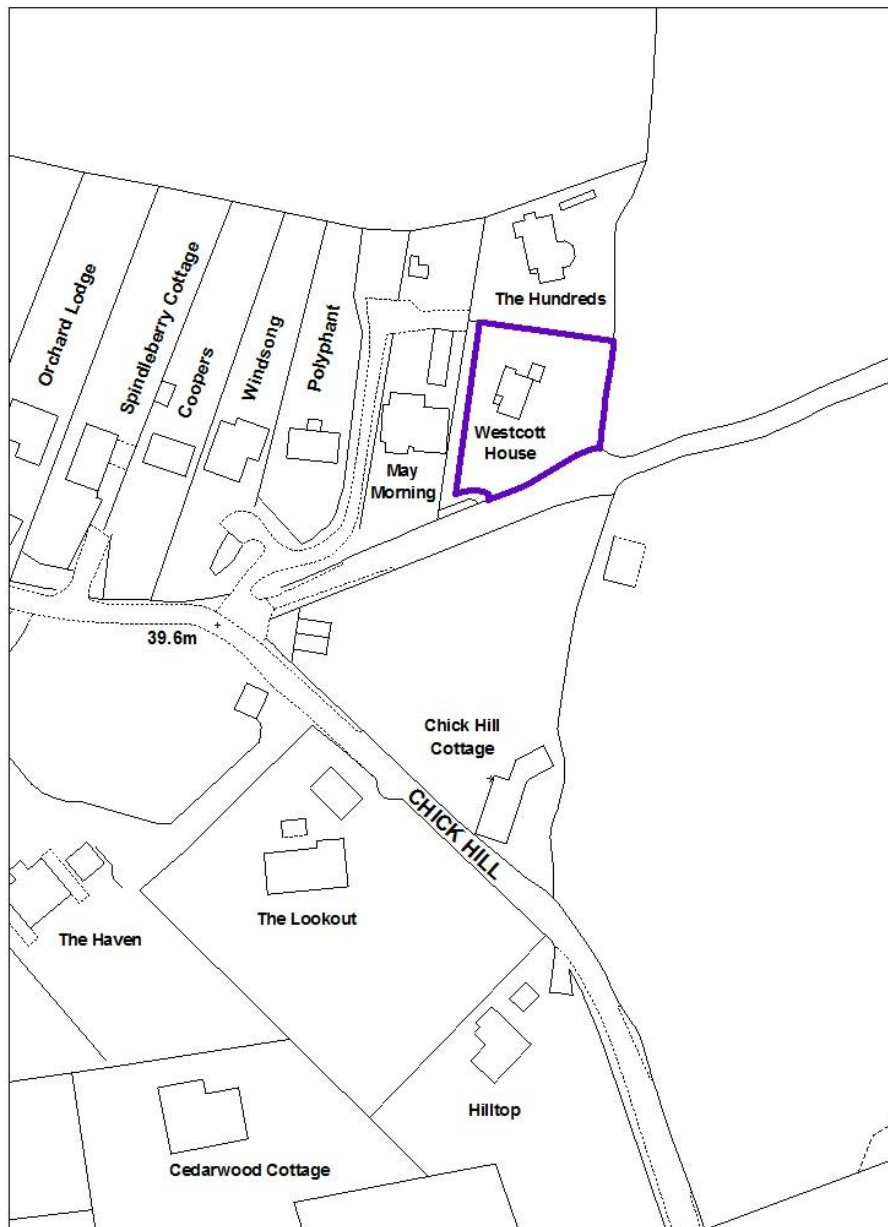 The Hundreds
Orchard Lodge
Spindleberry Cottage
Coopers
Windsong
Polyphant
Westcott
House
May
Morning
39.6m
Chick Hill
Cottage
CHICK HILL
The Lookout
The Haven
Hilltop
Cedarwood Cottage